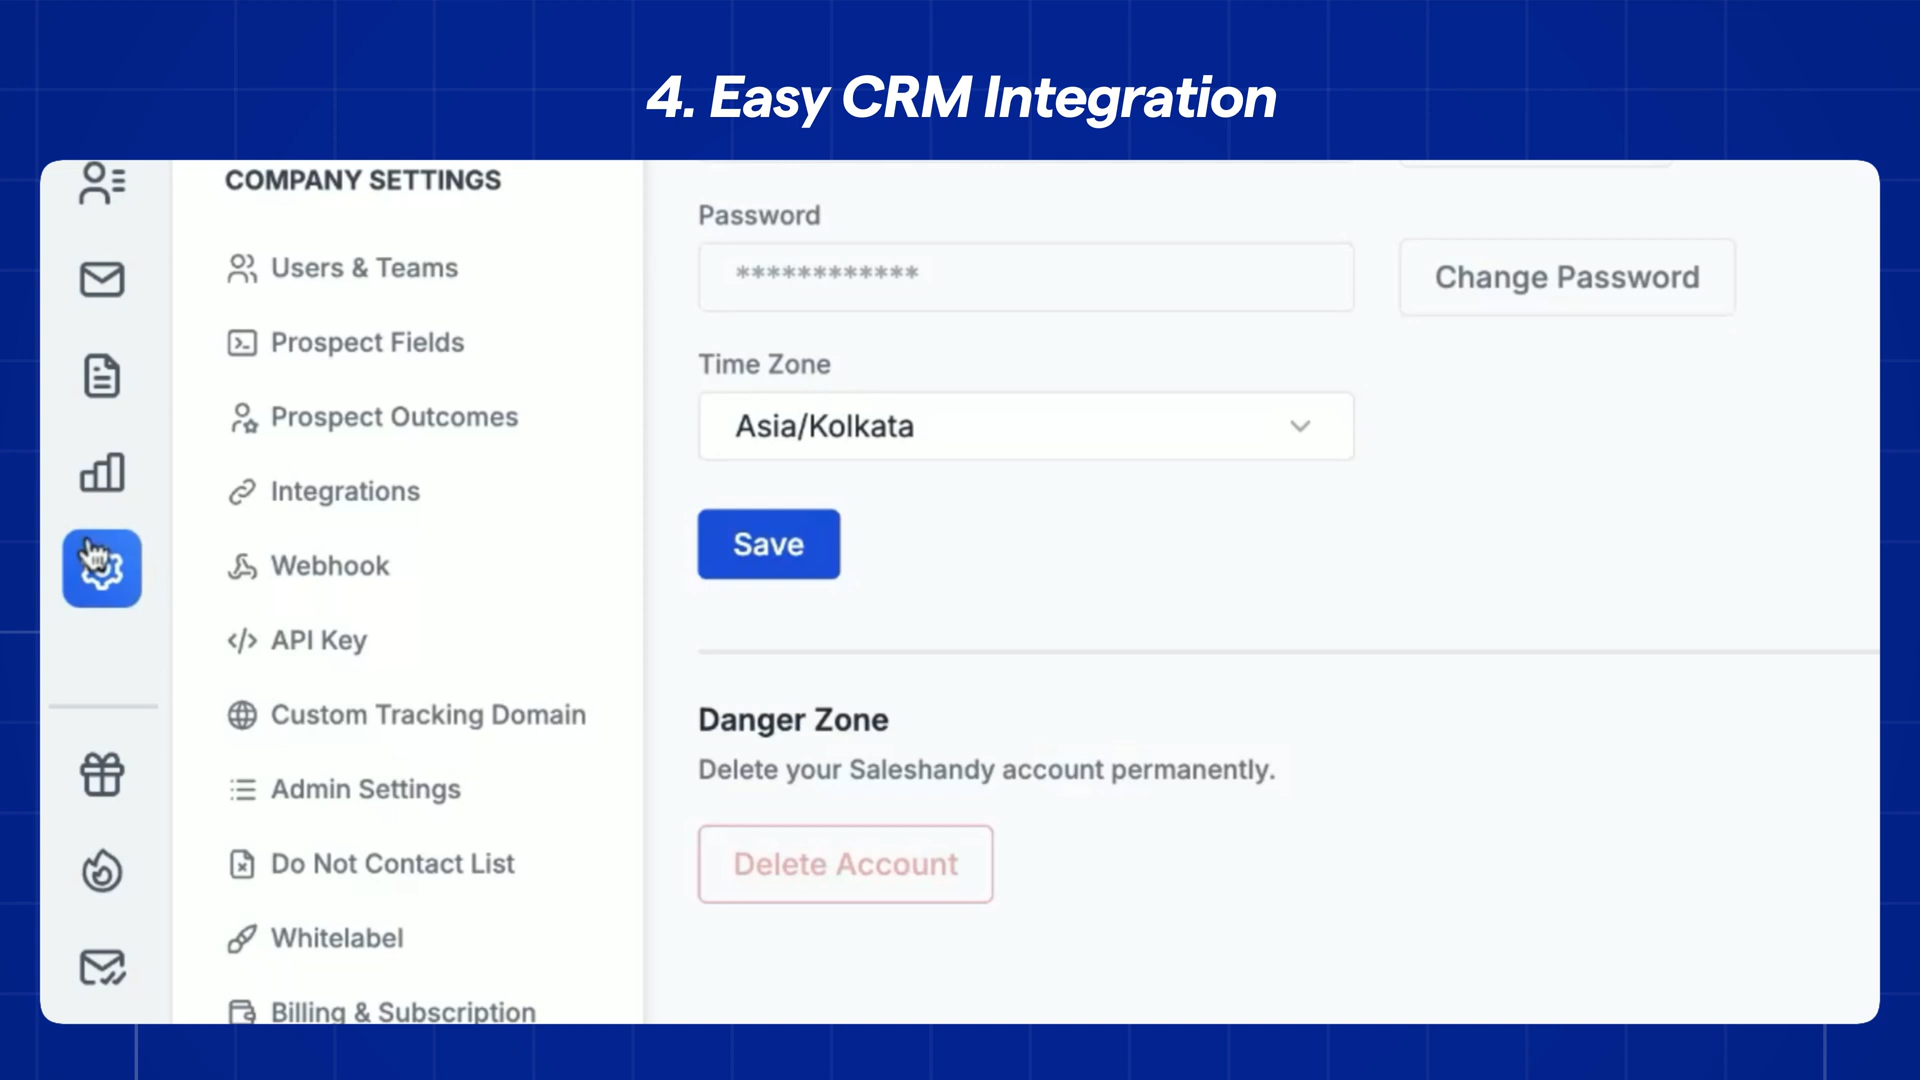 4. Easy CRM Integration
COMPANY SETTINGS
Users & Teams
Prospect Fields
Prospect Outcomes
Integrations
Webhook
API Key
Custom Tracking Domain
Admin Settings
Do Not Contact List
Whitelabel
Billing & Subscription
Password
************
Change Password
Time Zone
Asia/Kolkata
Save
Danger Zone
Delete your Saleshandy account permanently.
Delete Account